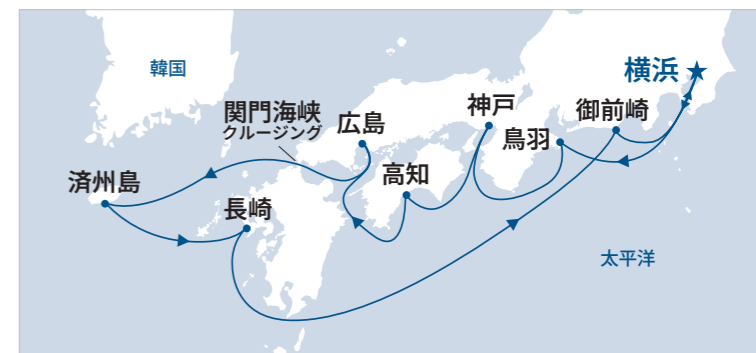 韓国
横浜
神戸
御前崎
関門海峡
クルージング
広島
鳥羽
高知
済州島
長崎
太平洋